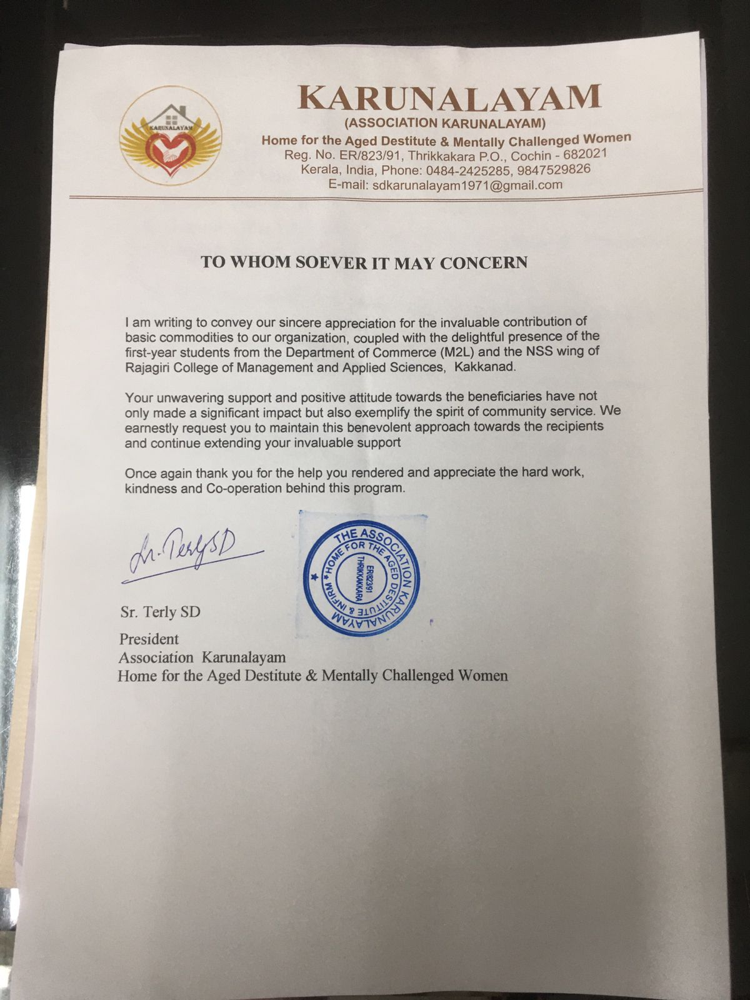 KARUNALAYAM
KARUNALAYAM
(ASSOCIATION KARUNALAYAM)
Home for the Aged Destitute & Mentally Challenged Women
Reg. No. ER/823/91, Thrikkakara P.O., Cochin - 682021
Kerala, India, Phone: 0484-2425285, 9847529826
E-mail: sdkarunalayam1971@gmail.com
TO WHOM SOEVER IT MAY CONCERN
I am writing to convey our sincere appreciation for the invaluable contribution of
basic commodities to our organization, coupled with the delightful presence of the
first-year students from the Department of Commerce (M2L) and the NSS wing of
Rajagiri College of Management and Applied Sciences, Kakkanad.
Your unwavering support and positive attitude towards the beneficiaries have not
only made a significant impact but also exemplify the spirit of community service. We
earnestly request you to maintain this benevolent approach towards the recipients
and continue extending your invaluable support
Once again thank you for the help you rendered and appreciate the hard work,
kindness and Co-operation behind this program.
Sr. Terly SD
THE ASSOCIATION KARUNALAYAM
HOME FOR THE AGED DESTITUTE & INFIRM
ER/823/91
THRIKKAKKARA
Sr. Terly SD
President
Association Karunalayam
Home for the Aged Destitute & Mentally Challenged Women